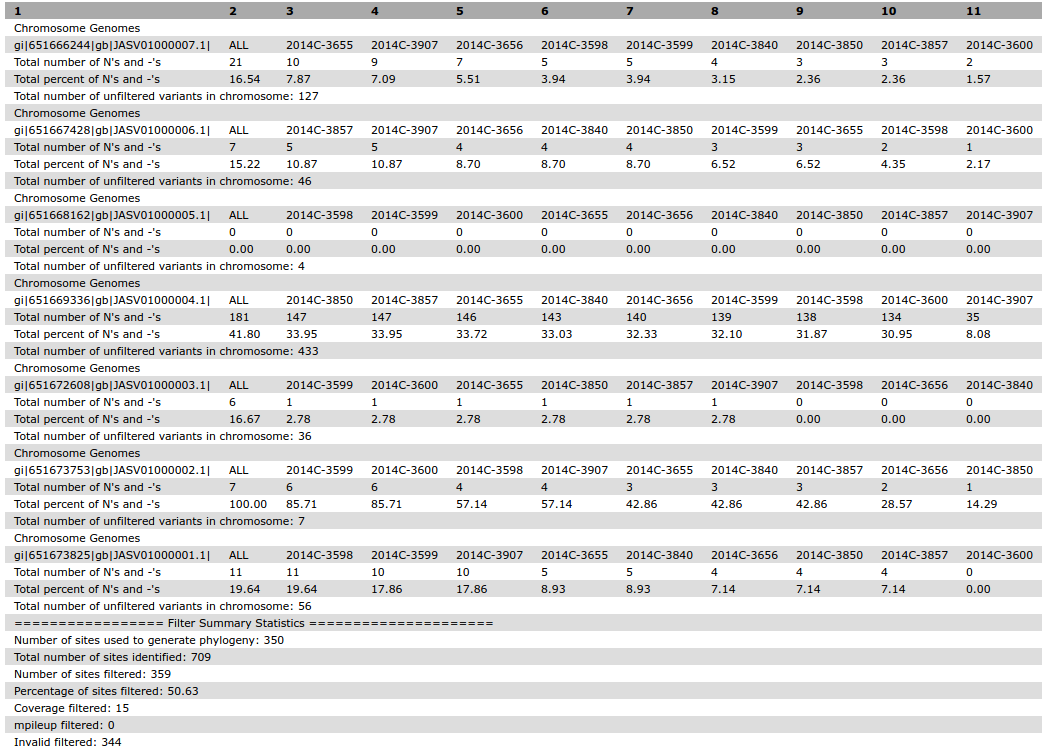 1 2 3 4 5 6 7 8 9 10 11
Chromosome Genomes
gi|651666244|gb|JASV01000007.1| ALL 2014C-3655 2014C-3907 2014C-3656 2014C-3598 2014C-3599 2014C-3840 2014C-3850 2014C-3857 2014C-3600
Total number of N's and -'s 21 10 9 7 5 5 4 3 3 2
Total percent of N's and -'s 16.54 7.87 7.09 5.51 3.94 3.94 3.15 2.36 2.36 1.57
Total number of unfiltered variants in chromosome: 127
Chromosome Genomes
gi|651667428|gb|JASV01000006.1| ALL 2014C-3857 2014C-3907 2014C-3656 2014C-3840 2014C-3850 2014C-3599 2014C-3655 2014C-3598 2014C-3600
Total number of N's and -'s 7 5 5 4 4 4 3 3 2 1
Total percent of N's and -'s 15.22 10.87 10.87 8.70 8.70 8.70 6.52 6.52 4.35 2.17
Total number of unfiltered variants in chromosome: 46
Chromosome Genomes
gi|651668162|gb|JASV01000005.1| ALL 2014C-3598 2014C-3599 2014C-3600 2014C-3655 2014C-3656 2014C-3840 2014C-3850 2014C-3857 2014C-3907
Total number of N's and -'s 0 0 0 0 0 0 0 0 0 0
Total percent of N's and -'s 0.00 0.00 0.00 0.00 0.00 0.00 0.00 0.00 0.00 0.00
Total number of unfiltered variants in chromosome: 4
Chromosome Genomes
gi|651669336|gb|JASV01000004.1| ALL 2014C-3850 2014C-3857 2014C-3655 2014C-3840 2014C-3656 2014C-3599 2014C-3598 2014C-3600 2014C-3907
Total number of N's and -'s 181 147 147 146 143 140 139 138 134 35
Total percent of N's and -'s 41.80 33.95 33.95 33.72 33.03 32.33 32.10 31.87 30.95 8.08
Total number of unfiltered variants in chromosome: 433
Chromosome Genomes
gi|651672608|gb|JASV01000003.1| ALL 2014C-3599 2014C-3600 2014C-3655 2014C-3850 2014C-3857 2014C-3907 2014C-3598 2014C-3656 2014C-3840
Total number of N's and -'s 6 1 1 1 1 1 1 0 0 0
Total percent of N's and -'s 16.67 2.78 2.78 2.78 2.78 2.78 2.78 0.00 0.00 0.00
Total number of unfiltered variants in chromosome: 36
Chromosome Genomes
gi|651673753|gb|JASV01000002.1| ALL 2014C-3599 2014C-3600 2014C-3598 2014C-3907 2014C-3655 2014C-3840 2014C-3857 2014C-3656 2014C-3850
Total number of N's and -'s 7 6 6 4 4 3 3 3 2 1
Total percent of N's and -'s 100.00 85.71 85.71 57.14 57.14 42.86 42.86 42.86 28.57 14.29
Total number of unfiltered variants in chromosome: 7
Chromosome Genomes
gi|651673825|gb|JASV01000001.1| ALL 2014C-3598 2014C-3599 2014C-3907 2014C-3655 2014C-3840 2014C-3656 2014C-3850 2014C-3857 2014C-3600
Total number of N's and -'s 11 11 10 10 5 5 4 4 4 0
Total percent of N's and -'s 19.64 19.64 17.86 17.86 8.93 8.93 7.14 7.14 7.14 0.00
Total number of unfiltered variants in chromosome: 56
================= Filter Summary Statistics =====================
Number of sites used to generate phylogeny: 350
Total number of sites identified: 709
Number of sites filtered: 359
Percentage of sites filtered: 50.63
Coverage filtered: 15
mpileup filtered: 0
Invalid filtered: 344